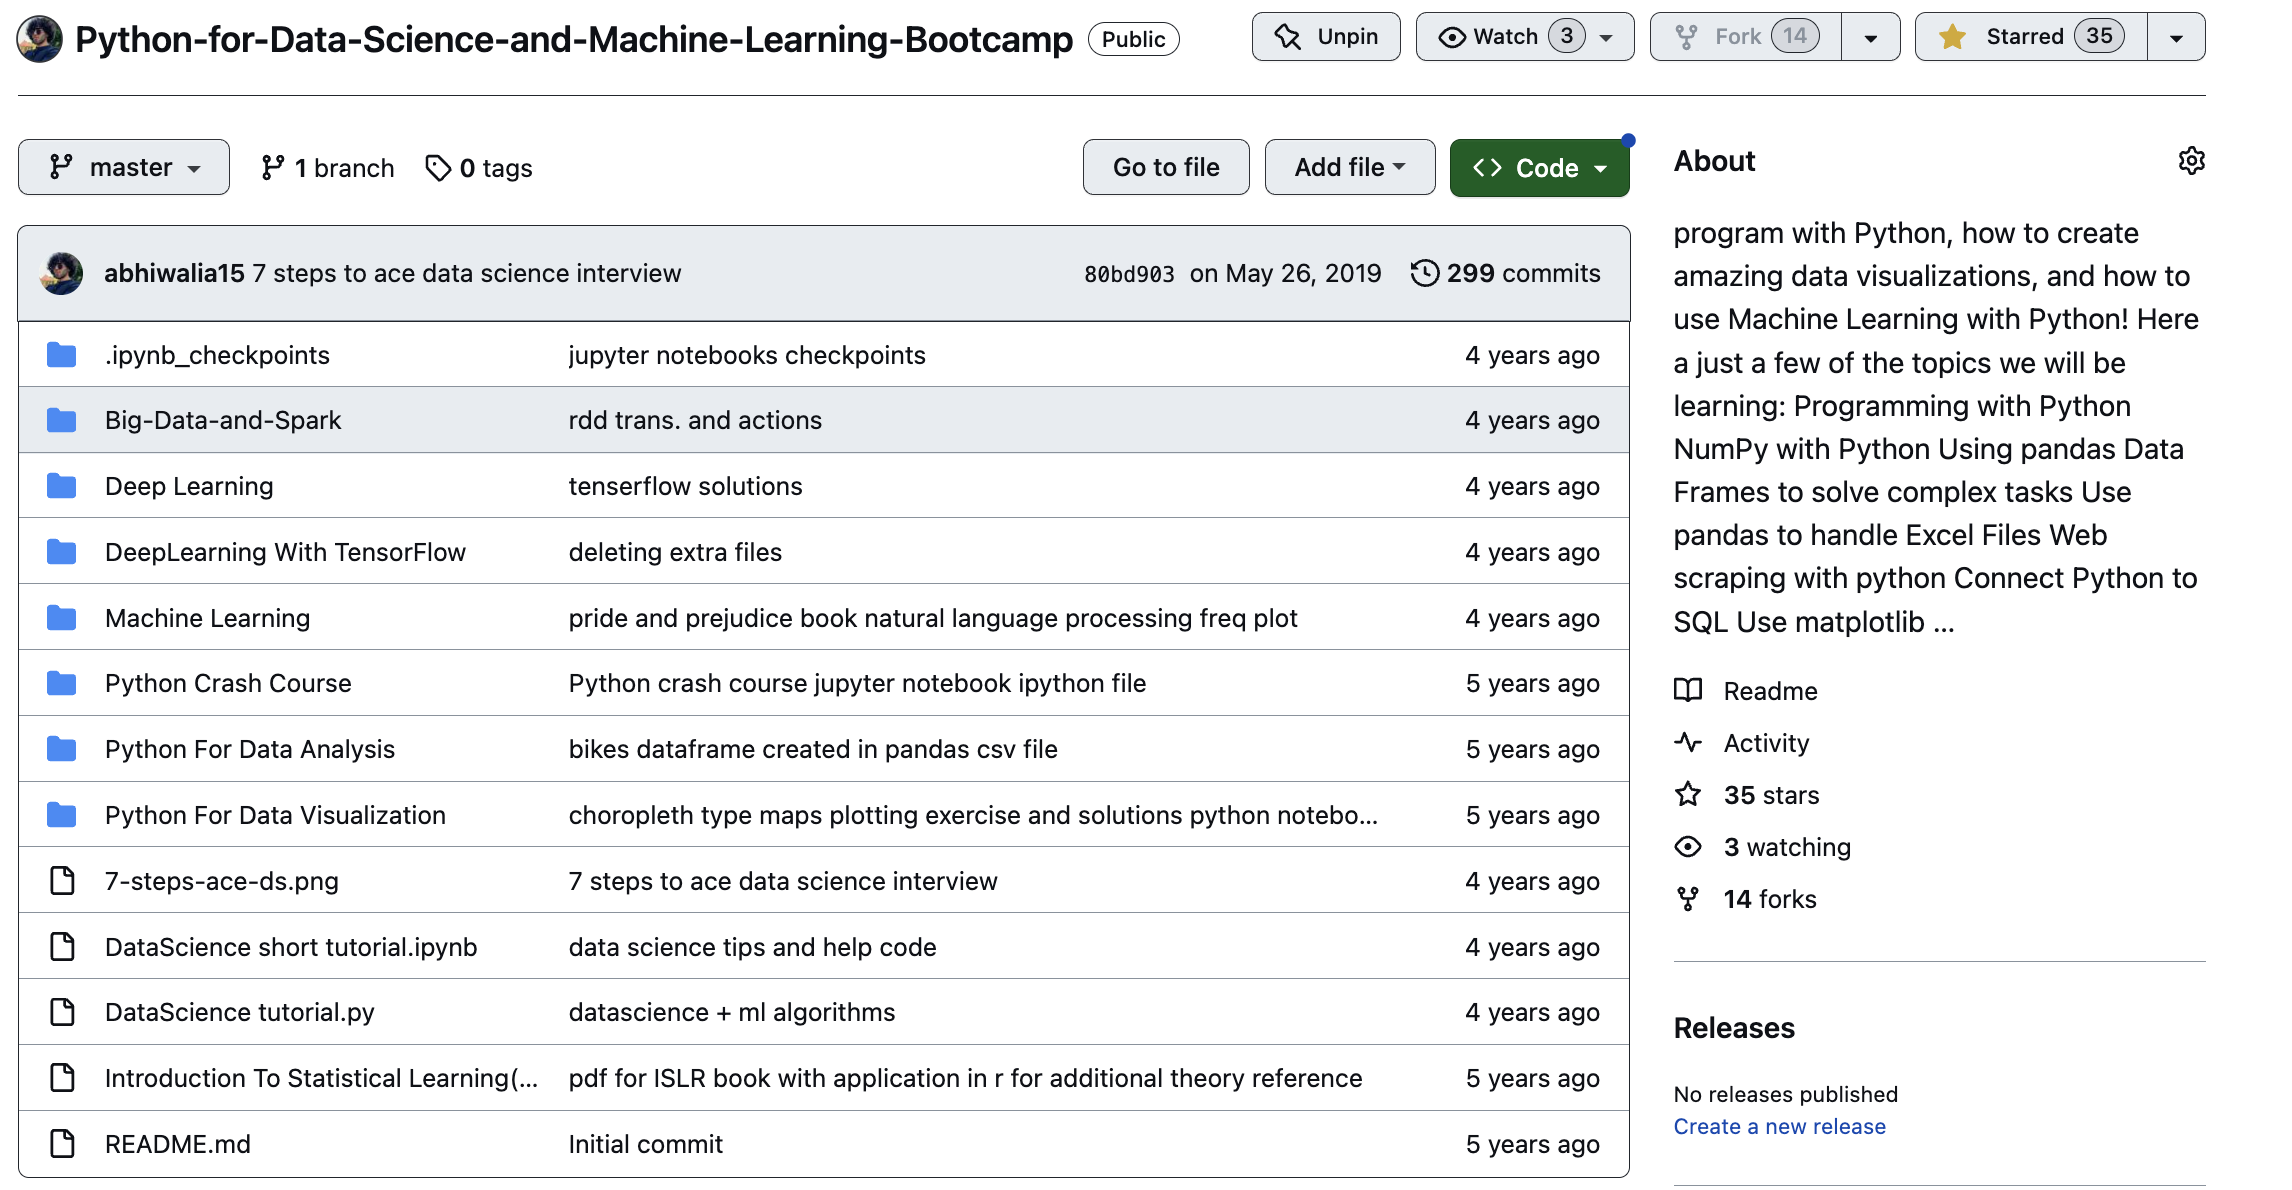 Python-for-Data-Science-and-Machine-Learning-Bootcamp Public Unpin Watch 3 Fork 14 Starred 35
master 1 branch 0 tags Go to file Add file Code
abhiwalia15 7 steps to ace data science interview 80bd903 on May 26, 2019 299 commits
.ipynb_checkpoints jupyter notebooks checkpoints 4 years ago
Big-Data-and-Spark rdd trans. and actions 4 years ago
Deep Learning tenserflow solutions 4 years ago
DeepLearning With TensorFlow deleting extra files 4 years ago
Machine Learning pride and prejudice book natural language processing freq plot 4 years ago
Python Crash Course Python crash course jupyter notebook ipython file 5 years ago
Python For Data Analysis bikes dataframe created in pandas csv file 5 years ago
Python For Data Visualization choropleth type maps plotting exercise and solutions python notebo... 5 years ago
7-steps-ace-ds.png 7 steps to ace data science interview 4 years ago
DataScience short tutorial.ipynb data science tips and help code 4 years ago
DataScience tutorial.py datascience + ml algorithms 4 years ago
Introduction To Statistical Learning(... pdf for ISLR book with application in r for additional theory reference 5 years ago
README.md Initial commit 5 years ago
About
program with Python, how to create
amazing data visualizations, and how to
use Machine Learning with Python! Here
a just a few of the topics we will be
learning: Programming with Python
NumPy with Python Using pandas Data
Frames to solve complex tasks Use
pandas to handle Excel Files Web
scraping with python Connect Python to
SQL Use matplotlib ...
Readme
Activity
35 stars
3 watching
14 forks
Releases
No releases published
Create a new release